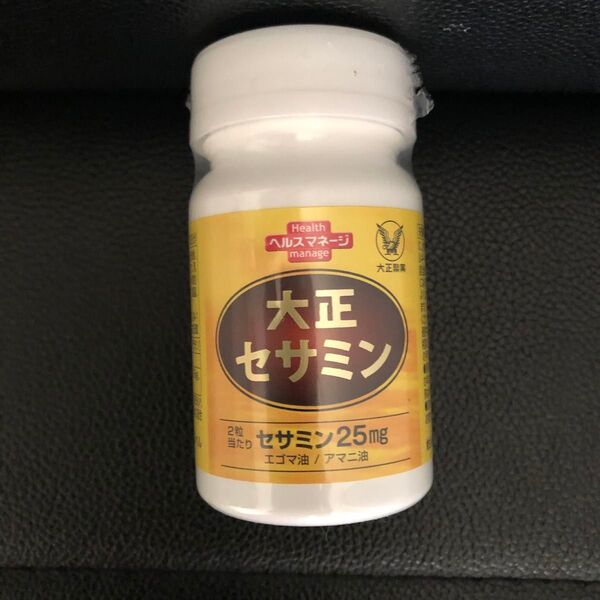 Health
ヘルスマネージ
manage
大正製薬
大正
セサミン
2粒
当たり
セサミン25mg
エゴマ油 / アマニ油